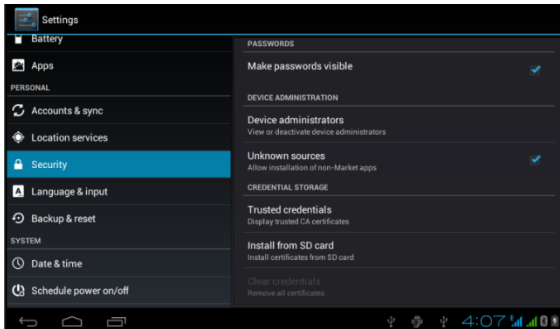 Settings
Battery
Apps
PERSONAL
Accounts & sync
Location services
Security
Language & input
Backup & reset
SYSTEM
Date & time
Schedule power on/off
PASSWORDS
Make passwords visible
DEVICE ADMINISTRATION
Device administrators
View or deactivate device administrators
Unknown sources
Allow installation of non-Market apps
CREDENTIAL STORAGE
Trusted credentials
Display trusted CA certificates
Install from SD card
Install certificates from SD card
Clear credentials
Remove all certificates
4:07